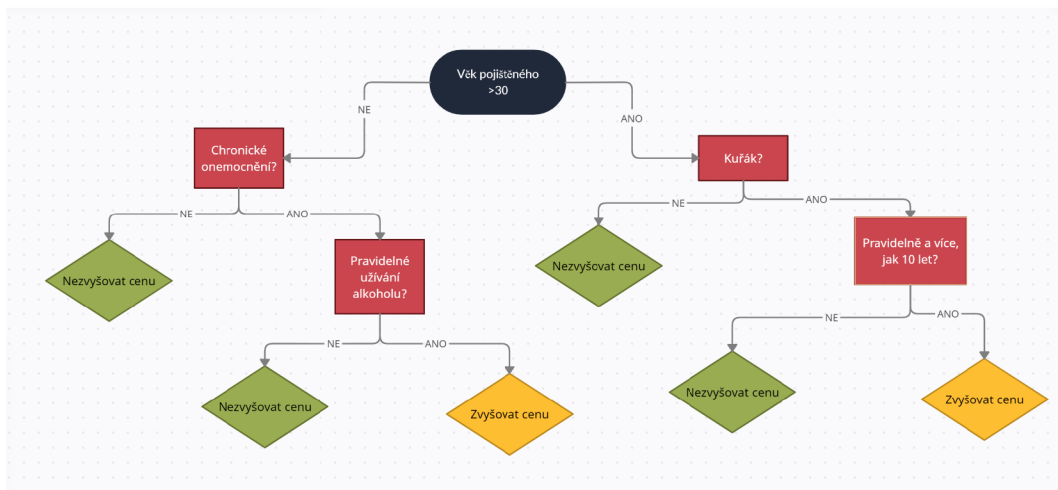 Věk pojištěného
>30
NE
ANO
Chronické
onemocnění?
Kuřák?
NE
ANO
NE
ANO
Nezvyšovat cenu
Pravidelné
užívání
alkoholu?
Nezvyšovat cenu
Pravidelně a více,
jak 10 let?
NE
ANO
NE
ANO
Nezvyšovat cenu
Zvyšovat cenu
Nezvyšovat cenu
Zvyšovat cenu